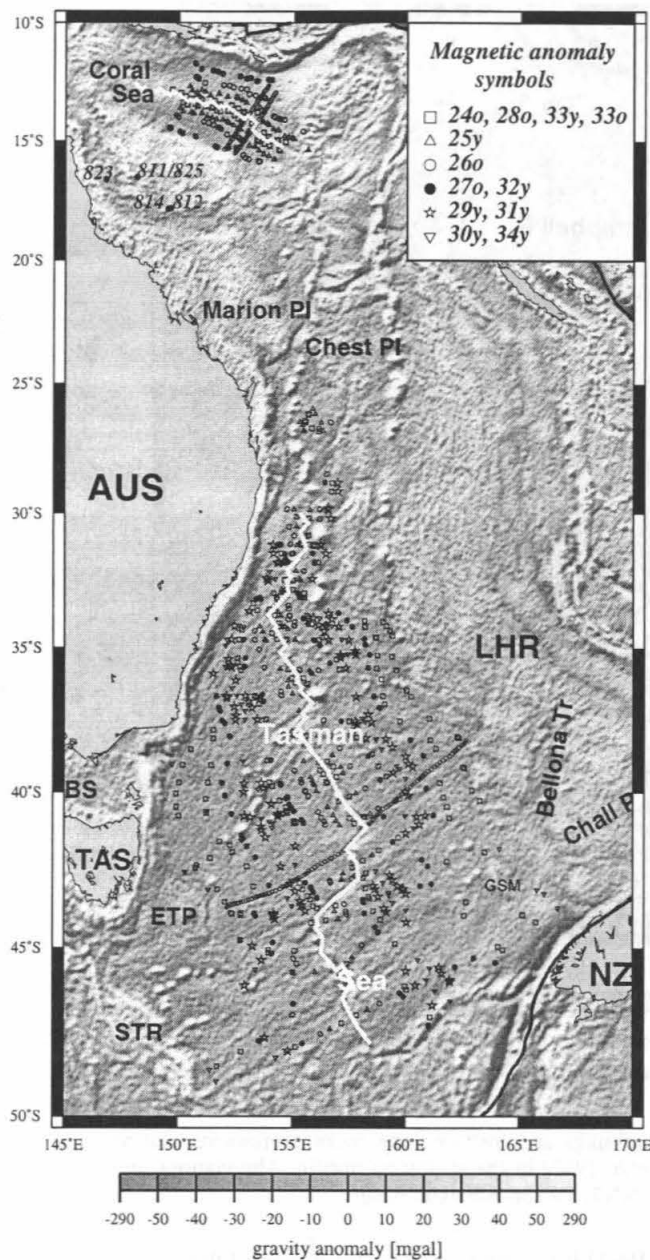 10°S
15°S
20°S
25°S
30°S
35°S
40°S
45°S
50°S
Coral
Sea
823
811/825
814
812
Magnetic anomaly
symbols
24o, 28o, 33y, 33o
25y
26o
27o, 32y
29y, 31y
30y, 34y
Marion Pl
Chest Pl
AUS
LHR
Tasman
Bellona Tr
BS
Chall P
TAS
GSM
ETP
NZ
Sea
STR
145°E
150°E
155°E
160°E
165°E
170°E
-290 -50 -40 -30 -20 -10 0 10 20 30 40 50 290
gravity anomaly [mgal]